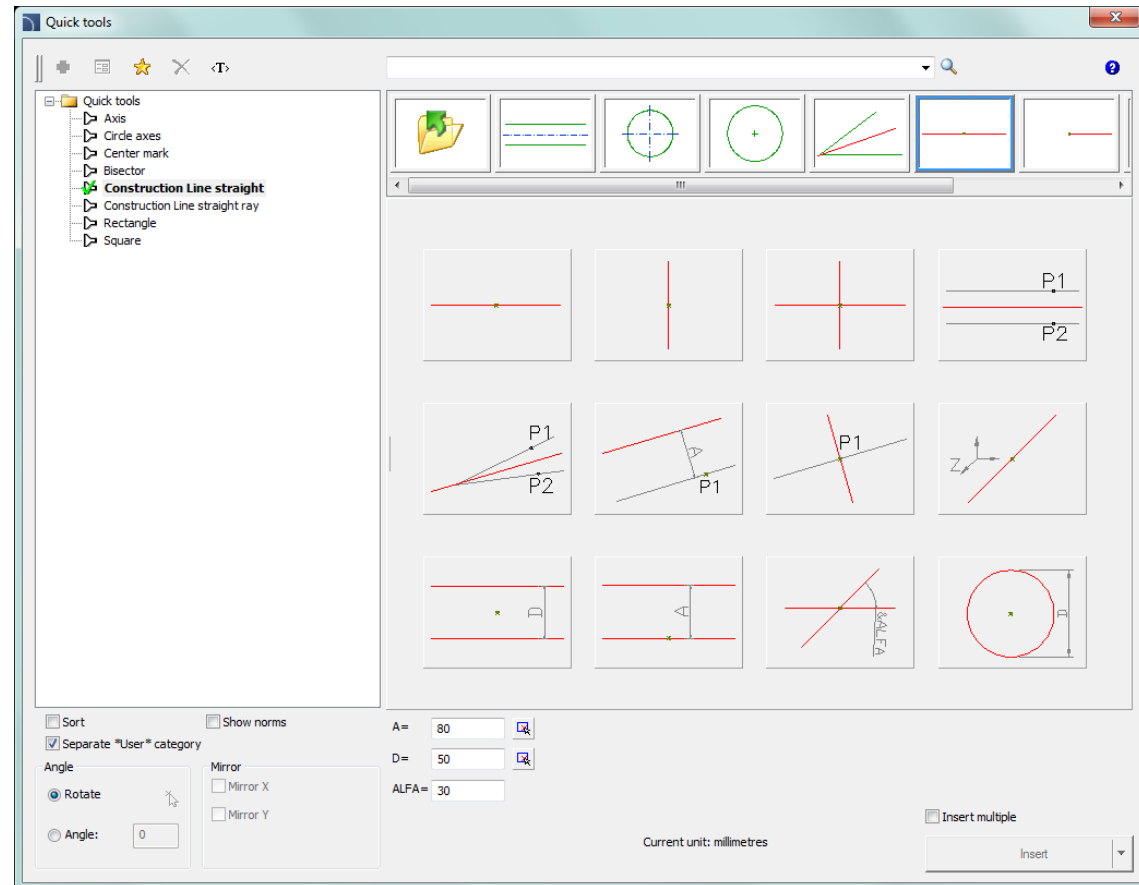 Quick tools
<T>
Quick tools
Axis
Circle axes
Center mark
Bisector
Construction Line straight
Construction Line straight ray
Rectangle
Square
P1
P2
P1
P2
A
P1
P1
Z
D
A
&ALFA
D
Sort
Show norms
Separate *User* category
Angle
Rotate
Angle:
0
Mirror
Mirror X
Mirror Y
A=
80
D=
50
ALFA=
30
Current unit: millimetres
Insert multiple
Insert